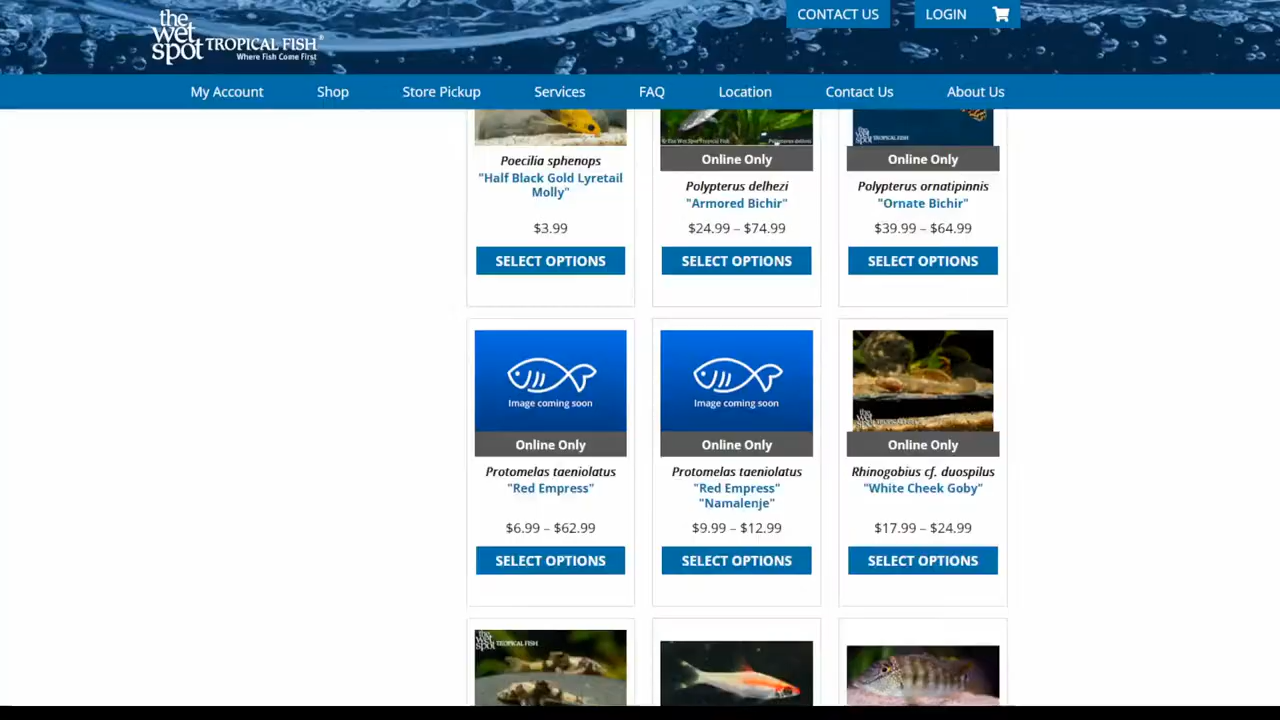 the
wet
spot TROPICAL FISH®
Where Fish Come First
CONTACT US
LOGIN
My Account
Shop
Store Pickup
Services
FAQ
Location
Contact Us
About Us
Poecilia sphenops
"Half Black Gold Lyretail
Molly"
$3.99
SELECT OPTIONS
Online Only
Polypterus delhezi
"Armored Bichir"
$24.99 – $74.99
SELECT OPTIONS
Online Only
Polypterus ornatipinnis
"Ornate Bichir"
$39.99 – $64.99
SELECT OPTIONS
Image coming soon
Online Only
Protomelas taeniolatus
"Red Empress"
$6.99 – $62.99
SELECT OPTIONS
Image coming soon
Online Only
Protomelas taeniolatus
"Red Empress"
"Namalenje"
$9.99 – $12.99
SELECT OPTIONS
Online Only
Rhinogobius cf. duospilus
"White Cheek Goby"
$17.99 – $24.99
SELECT OPTIONS
the
wet
spot TROPICAL FISH